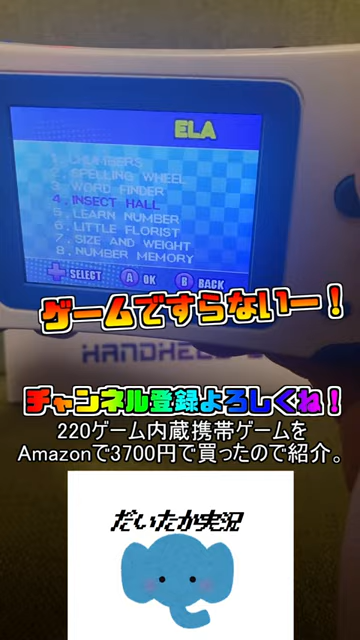 ELA
1. CHUMBERS
2. SPELLING WHEEL
3. WORD FINDER
4. INSECT HALL
5. LEARN NUMBER
6. LITTLE FLORIST
7. SIZE AND WEIGHT
8. NUMBER MEMORY
SELECT A OK B BACK
ゲームですらないー！
HANDHEL
チャンネル登録よろしくね！
220ゲーム内蔵携帯ゲームを
Amazonで3700円で買ったので紹介。
だいたか実況